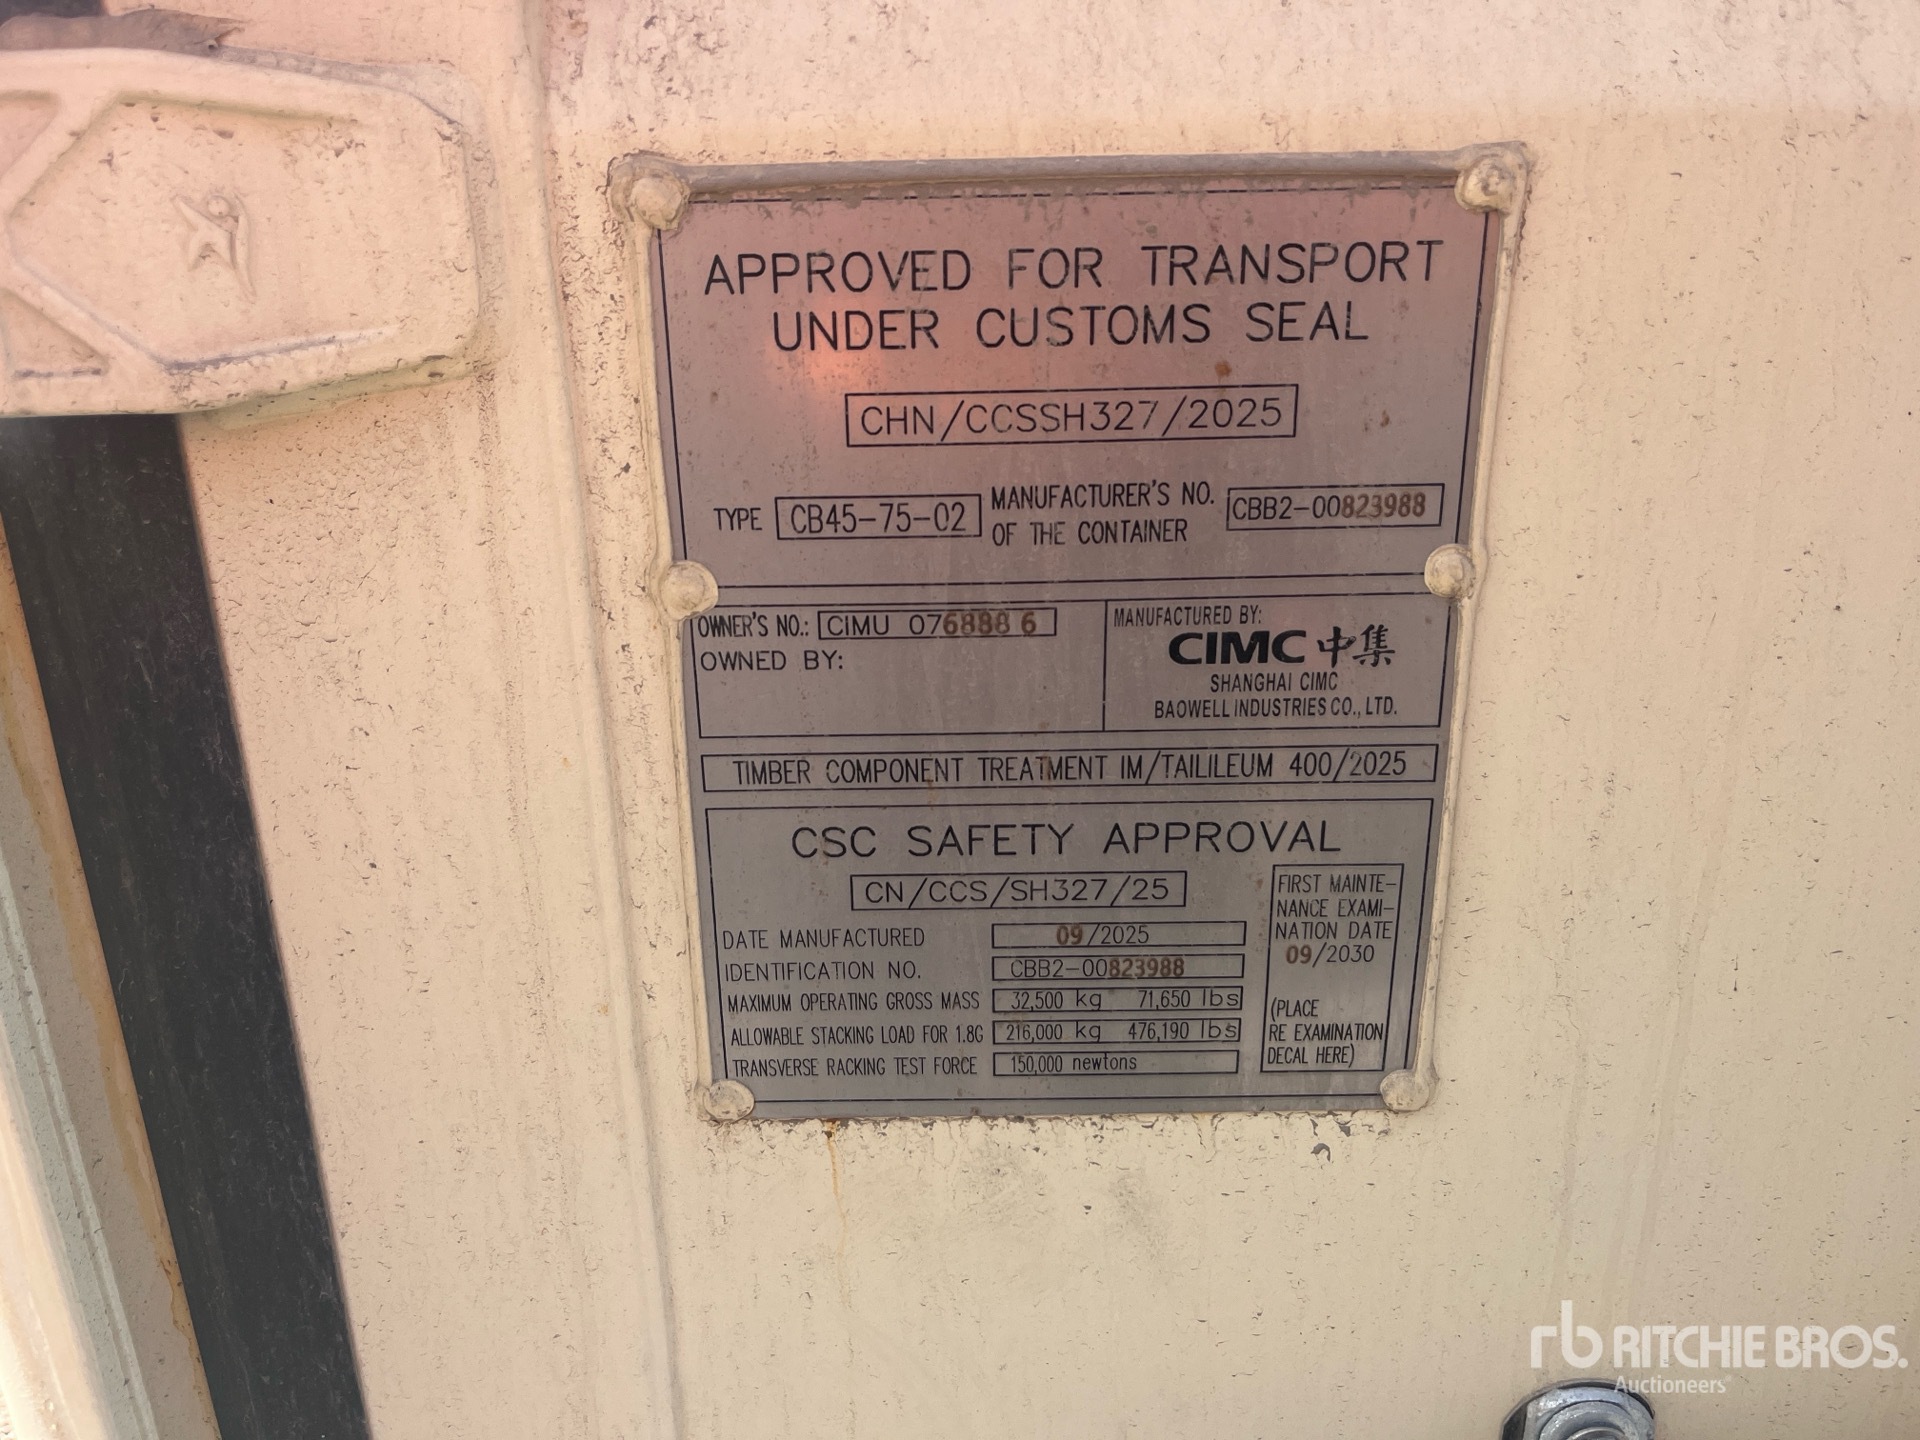 APPROVED FOR TRANSPORT
UNDER CUSTOMS SEAL
CHN/CCSSH327/2025
TYPE CB45-75-02 MANUFACTURER'S NO. OF THE CONTAINER CBB2-00823988
OWNER'S NO.: CIMU 076888 6
OWNED BY:
MANUFACTURED BY:
CIMC 中集
SHANGHAI CIMC
BAOWELL INDUSTRIES CO., LTD.
TIMBER COMPONENT TREATMENT IM/TAILILEUM 400/2025
CSC SAFETY APPROVAL
CN/CCS/SH327/25
DATE MANUFACTURED 09/2025
IDENTIFICATION NO. CBB2-00823988
MAXIMUM OPERATING GROSS MASS 32,500 kg 71,650 lbs
ALLOWABLE STACKING LOAD FOR 1.8G 216,000 kg 476,190 lbs
TRANSVERSE RACKING TEST FORCE 150,000 newtons
FIRST MAINTE-
NANCE EXAMI-
NATION DATE
09/2030
(PLACE
RE EXAMINATION
DECAL HERE)
rb RITCHIE BROS.
Auctioneers